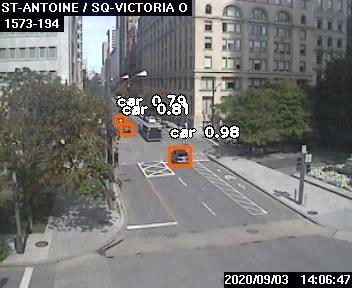 ST-ANTOINE / SQ-VICTORIA O
1573-194
car 0.79
car 0.81
car 0.98
2020/09/03 14:06:47